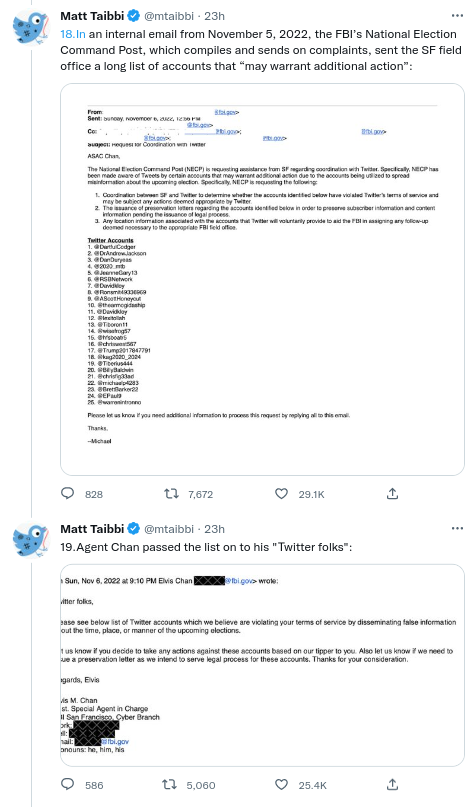 Matt Taibbi @mtaibbi · 23h
18.In an internal email from November 5, 2022, the FBI's National Election
Command Post, which compiles and sends on complaints, sent the SF field
office a long list of accounts that “may warrant additional action”:
From:
@fbi.gov>
Sent: Sunday, November 6, 2022, 12:56 PM
@fbi.gov>
Cc: @fbi.gov>; @fbi.gov>
@fbi.gov> @fbi.gov>
Subject: Request for Coordination with Twitter
ASAC Chan,
The National Election Command Post (NECP) is requesting assistance from SF regarding coordination with Twitter. Specifically, NECP has
been made aware of Tweets by certain accounts that may warrant additional action due to the accounts being utilized to spread
misinformation about the upcoming election. Specifically, NECP is requesting the following:
1. Coordination between SF and Twitter to determine whether the accounts identified below have violated Twitter's terms of service and
may be subject any actions deemed appropriate by Twitter.
2. The issuance of preservation letters regarding the accounts identified below in order to preserve subscriber information and content
information pending the issuance of legal process.
3. Any location information associated with the accounts that Twitter will voluntarily provide to aid the FBI in assigning any follow-up
deemed necessary to the appropriate FBI field office.
Twitter Accounts
1. @DartfulCodger
2. @DrAndrewJackson
3. @DanDuryeas
4. @2020_mtb
5. @JeanneGary13
6. @RSBNetwork
7. @Davidkloy
8. @Ronsmit49336969
9. @AScottHoneycut
10. @thearmogidaship
11. @Davidkloy
12. @lexitollah
13. @Tiboron11
14. @wisefrog57
15. @hfsbeatrs
16. @chriswest567
17. @Trump2017847791
18. @kag2020_2024
19. @Tiberius444
20. @BillyBaldwin
21. @christig33ad
22. @michaelp4283
23. @BrettBarker22
24. @EPaul9
25. @warrenintronno
Please let us know if you need additional information to process this request by replying all to this email.
Thanks,
--Michael
828 7,672 29.1K
Matt Taibbi @mtaibbi · 23h
19.Agent Chan passed the list on to his "Twitter folks":
Sun, Nov 6, 2022 at 9:10 PM Elvis Chan @fbi.gov> wrote:
itter folks,
ease see below list of Twitter accounts which we believe are violating your terms of service by disseminating false information
out the time, place, or manner of the upcoming elections.
t us know if you decide to take any actions against these accounts based on our tipper to you. Also let us know if we need to
ue a preservation letter as we intend to serve legal process for these accounts. Thanks for your consideration.
egards, Elvis
vis M. Chan
st. Special Agent in Charge
I San Francisco, Cyber Branch
ork:
ell:
nail: @fbi.gov
onouns: he, him, his
586 5,060 25.4K